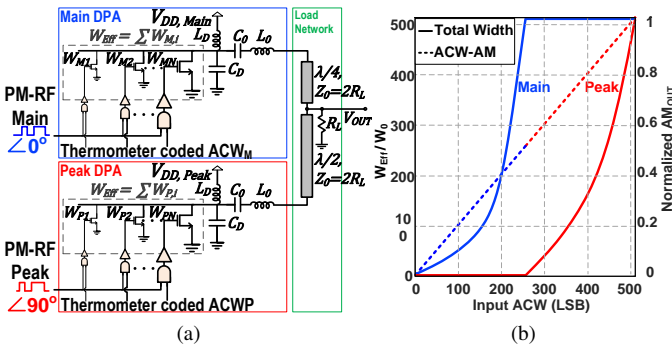 Main DPA
W_Eff = ∑ W_M,i
V_DD, Main
L_D
C_0
L_0
Load
Network
W_M1
W_M2
W_MN
C_D
PM-RF
Main
∠0°
Thermometer coded ACW_M
λ/4,
Z_0=2R_L
V_OUT
R_L
λ/2,
Z_0=2R_L
Peak DPA
W_Eff = ∑ W_P,i
V_DD, Peak
L_D
C_0
L_0
W_P1
W_P2
W_PN
C_D
PM-RF
Peak
∠90°
Thermometer coded ACWP
(a)
W_Eff/W_0
500
400
300
200
10
0
0
Total Width
ACW-AM
Main
Peak
1
0.8
0.6
0.4
0.2
0
Normalized AM_OUT
0 100 200 300 400 500
Input ACW (LSB)
(b)